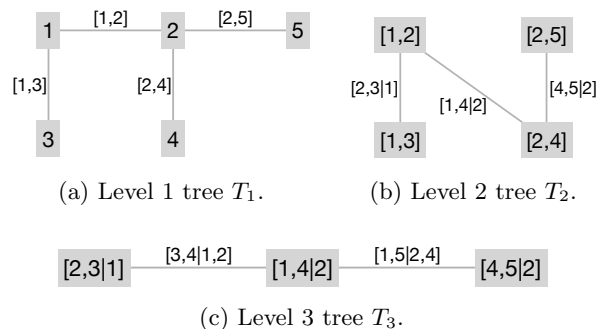 1 [1,2] 2 [2,5] 5
[1,3] [2,4]
3 4
(a) Level 1 tree T₁.
[1,2] [2,5]
[2,3|1] [1,4|2] [4,5|2]
[1,3] [2,4]
(b) Level 2 tree T₂.
[2,3|1] [3,4|1,2] [1,4|2] [1,5|2,4] [4,5|2]
(c) Level 3 tree T₃.